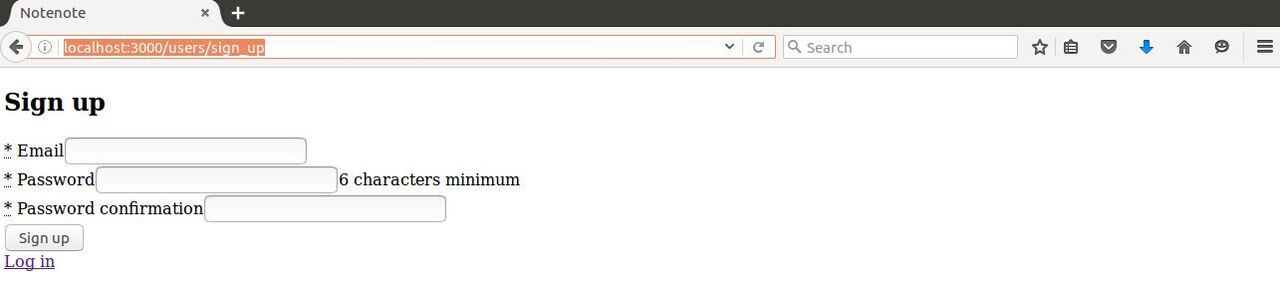 Notenote
localhost:3000/users/sign_up
Search
Sign up
* Email
* Password 6 characters minimum
* Password confirmation
Sign up
Log in